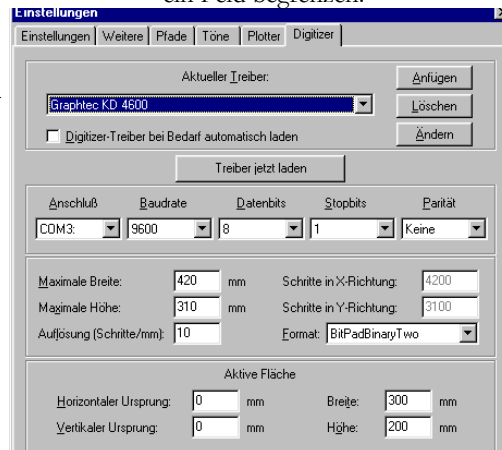 ein Feld begrenzen.
Einstellungen
Einstellungen Weitere Pfade Töne Plotter Digitizer
Aktueller Treiber: Anfügen
Graphtec KD 4600 Löschen
Digitizer-Treiber bei Bedarf automatisch laden Ändern
Treiber jetzt laden
Anschluß Baudrate Datenbits Stopbits Parität
COM3: 9600 8 1 Keine
Maximale Breite: 420 mm Schritte in X-Richtung: 4200
Maximale Höhe: 310 mm Schritte in Y-Richtung: 3100
Auflösung (Schritte/mm): 10 Format: BitPadBinaryTwo
Aktive Fläche
Horizontaler Ursprung: 0 mm Breite: 300 mm
Vertikaler Ursprung: 0 mm Höhe: 200 mm